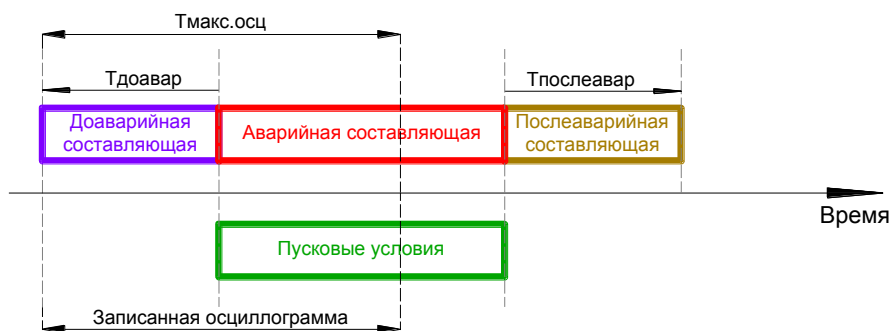 Тмакс.осц
Тдоавар
Тпослеавар
Доаварийная
составляющая
Аварийная составляющая
Послеаварийная
составляющая
Время
Пусковые условия
Записанная осциллограмма